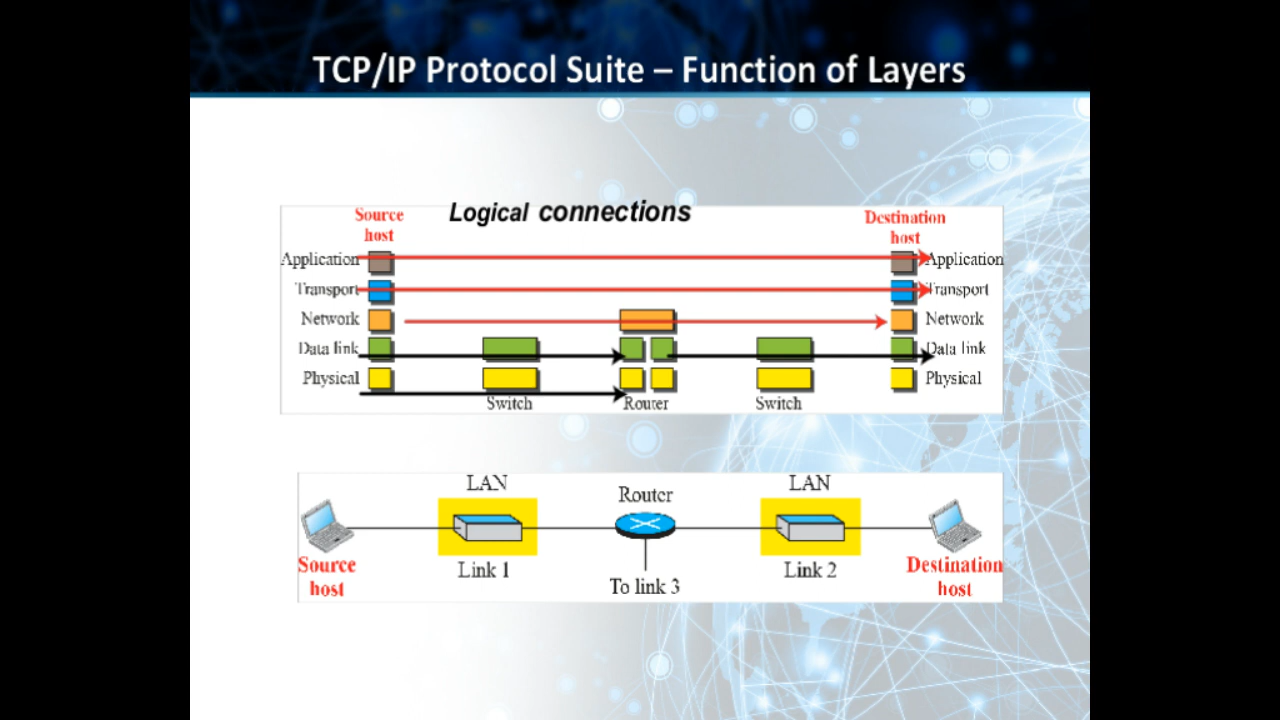 TCP/IP Protocol Suite – Function of Layers
Logical connections
Source
host
Destination
host
Application
Application
Transport
Transport
Network
Network
Data link
Data link
Physical
Physical
Switch
Router
Switch
LAN
Router
LAN
Link 1
Link 2
Source
host
To link 3
Destination
host